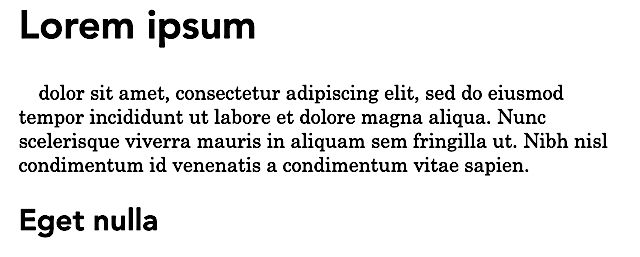 Lorem ipsum
dolor sit amet, consectetur adipiscing elit, sed do eiusmod
tempor incididunt ut labore et dolore magna aliqua. Nunc
scelerisque viverra mauris in aliquam sem fringilla ut. Nibh nisl
condimentum id venenatis a condimentum vitae sapien.
Eget nulla